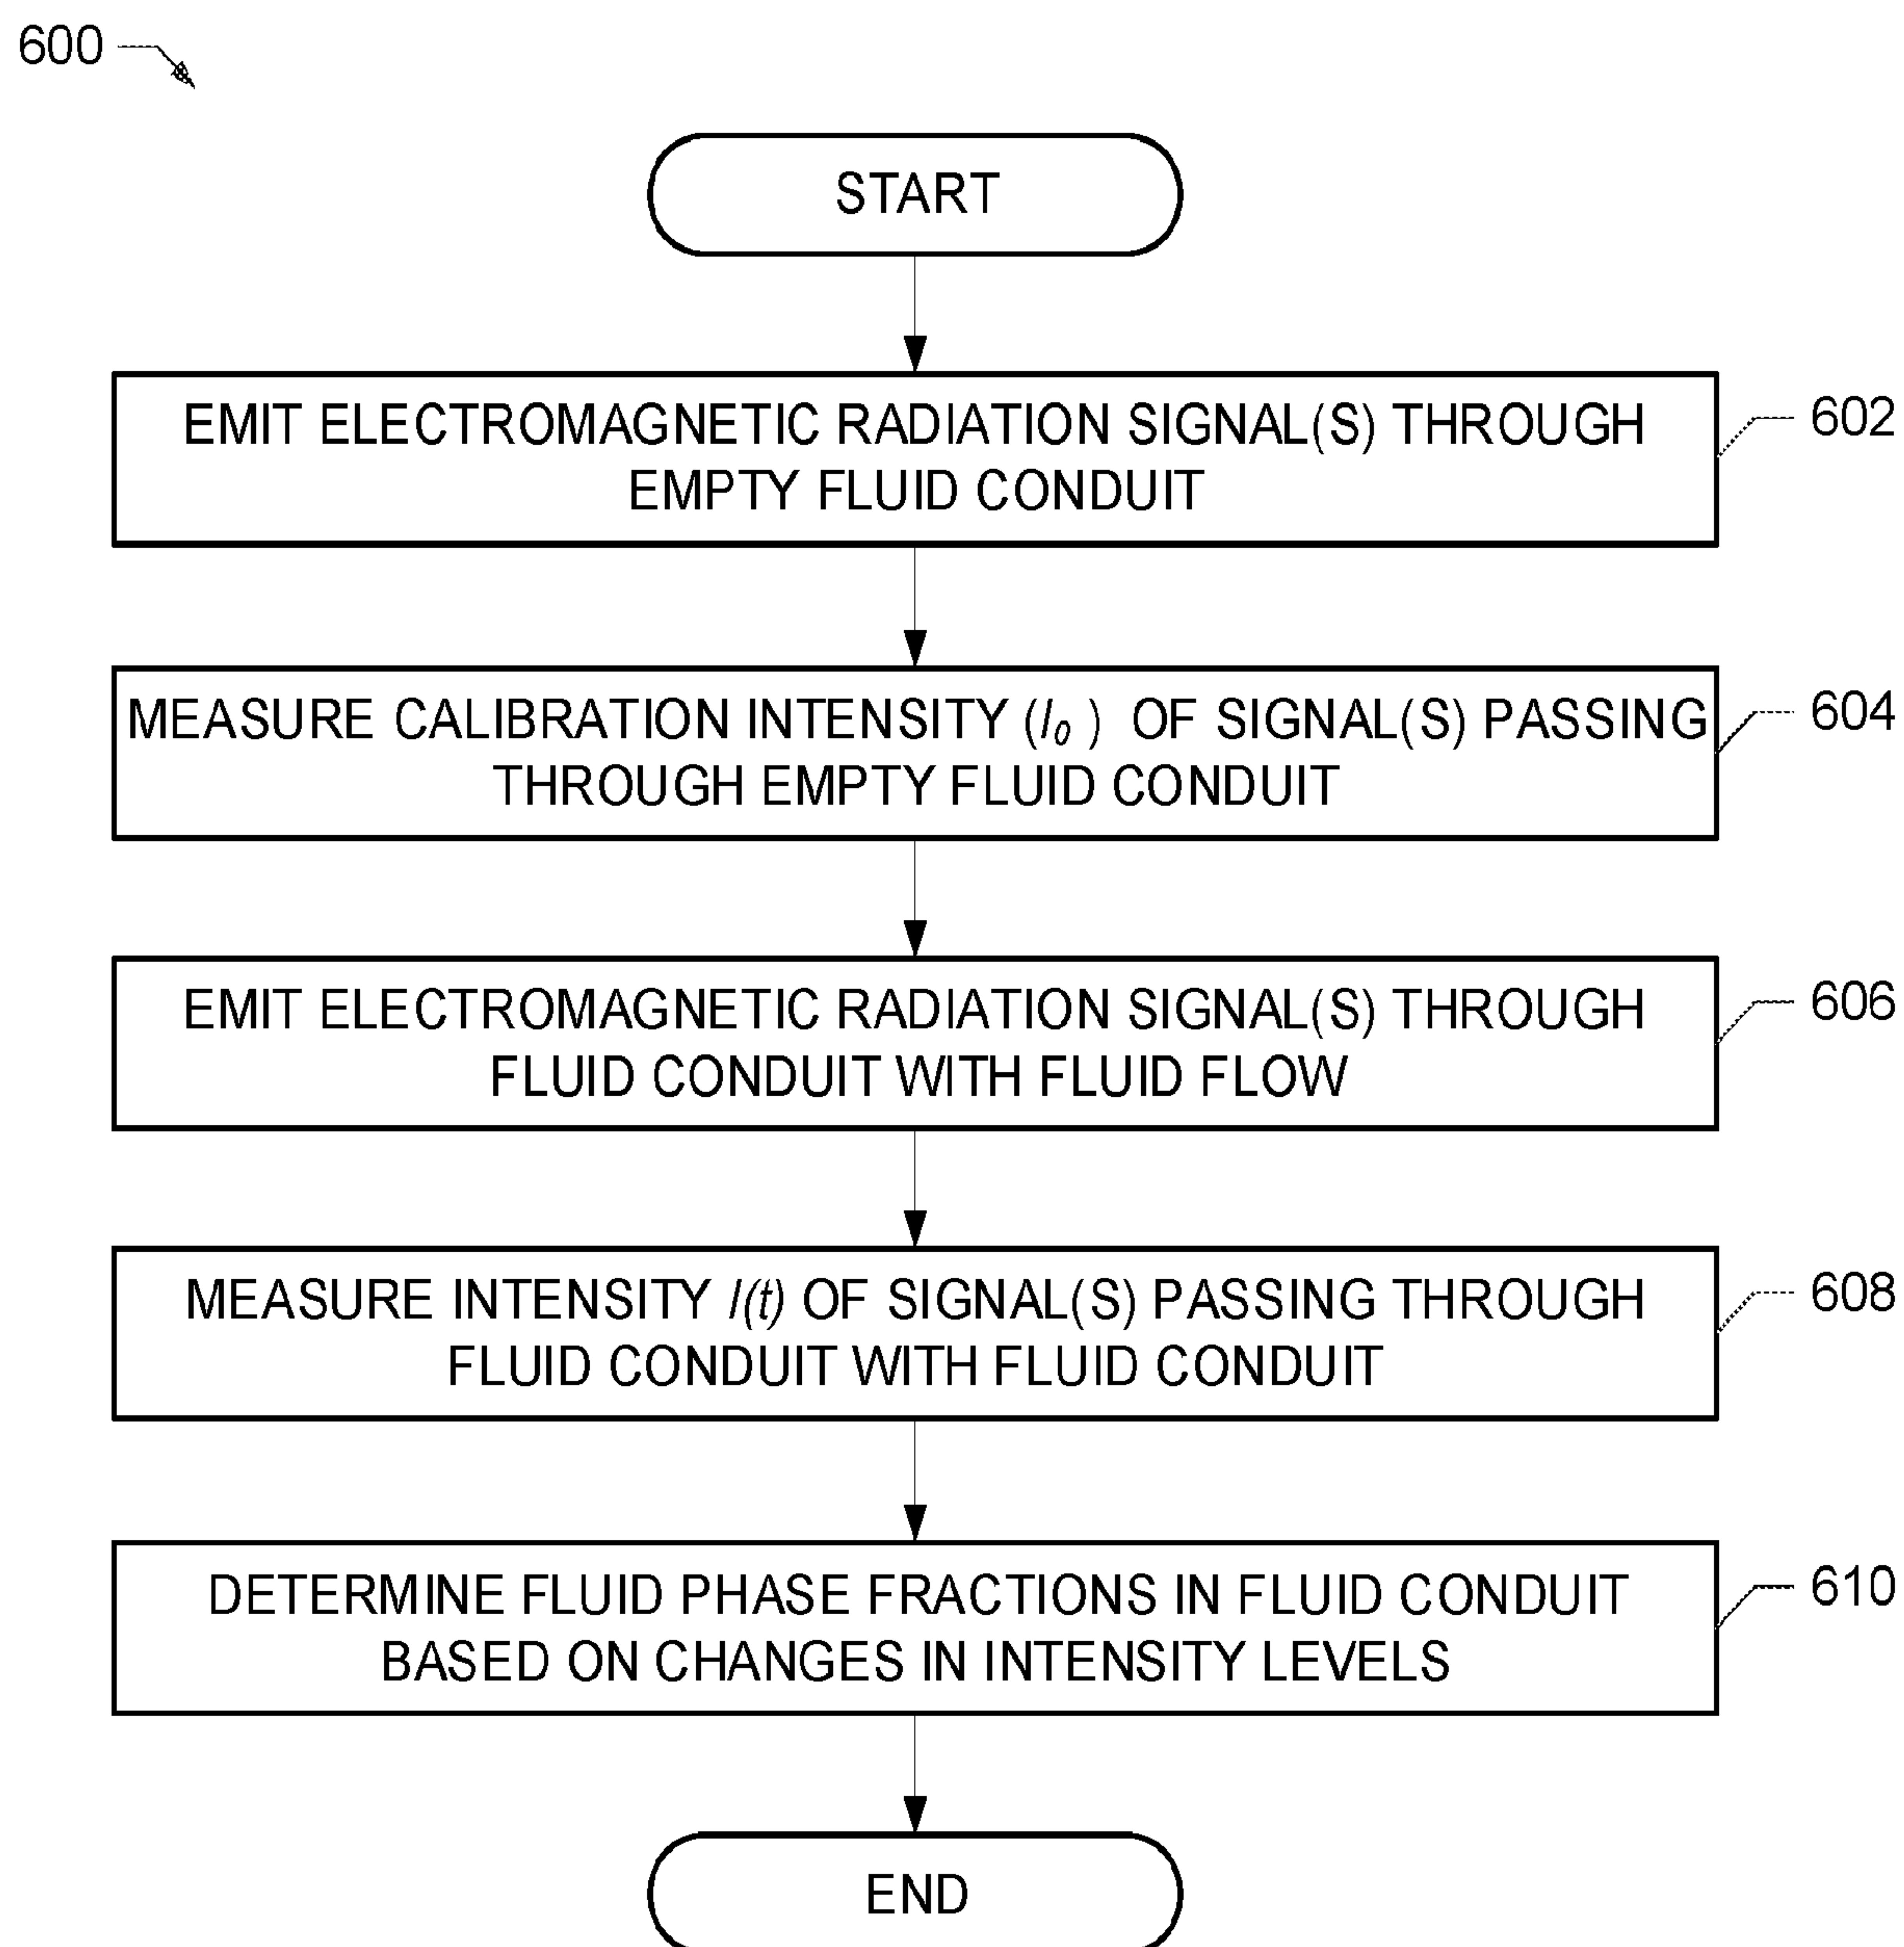 600
START
EMIT ELECTROMAGNETIC RADIATION SIGNAL(S) THROUGH
EMPTY FLUID CONDUIT
602
MEASURE CALIBRATION INTENSITY (I₀ ) OF SIGNAL(S) PASSING
THROUGH EMPTY FLUID CONDUIT
604
EMIT ELECTROMAGNETIC RADIATION SIGNAL(S) THROUGH
FLUID CONDUIT WITH FLUID FLOW
606
MEASURE INTENSITY I(t) OF SIGNAL(S) PASSING THROUGH
FLUID CONDUIT WITH FLUID CONDUIT
608
DETERMINE FLUID PHASE FRACTIONS IN FLUID CONDUIT
BASED ON CHANGES IN INTENSITY LEVELS
610
END